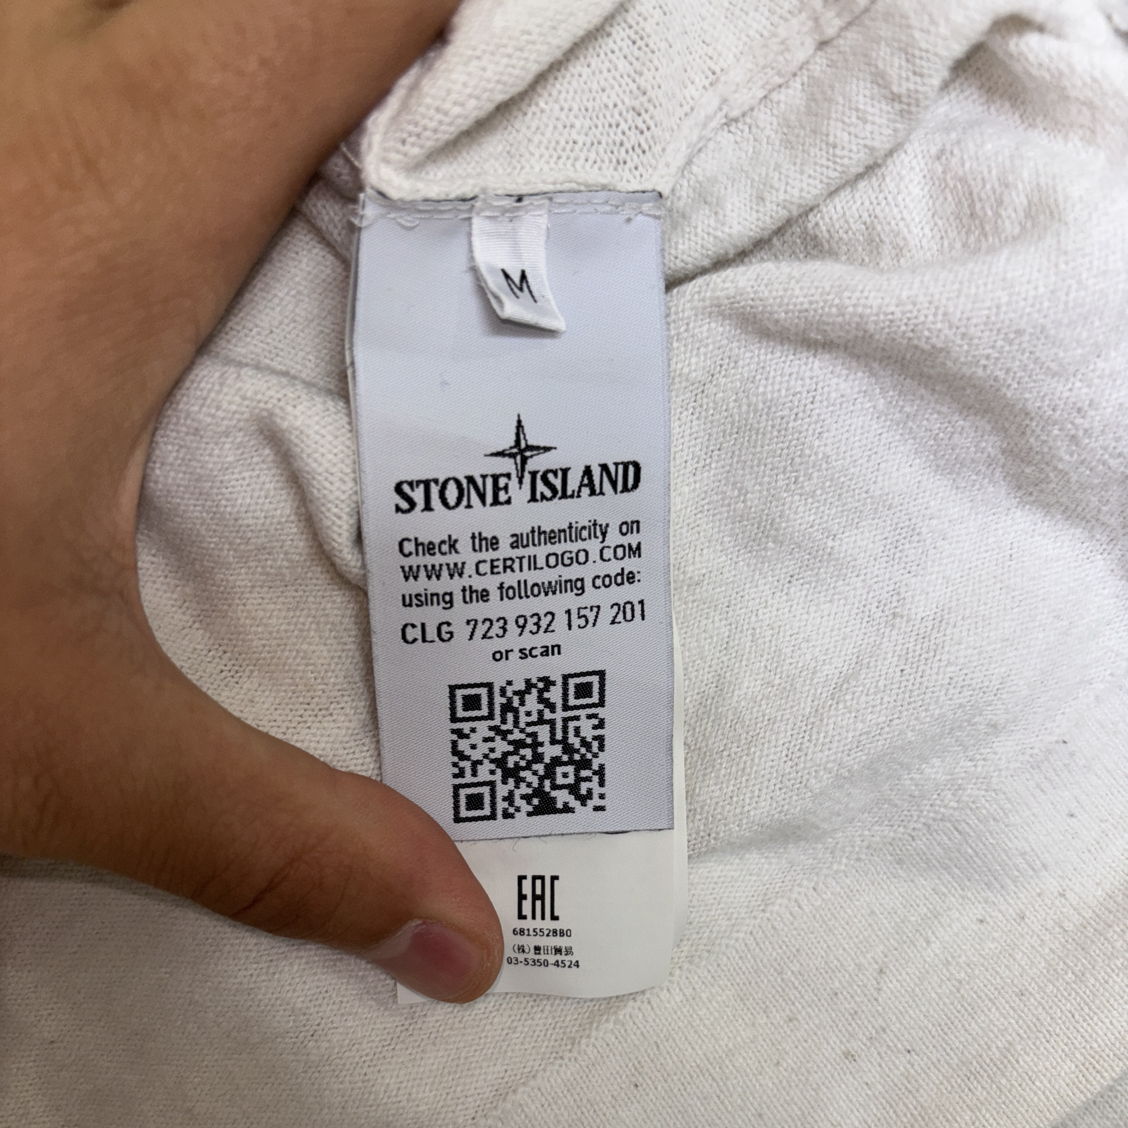 M
STONE ISLAND
Check the authenticity on
WWW.CERTILOGO.COM
using the following code:
CLG 723 932 157 201
or scan
EAC
6815528B0
(株)豊田貿易
03-5350-4524